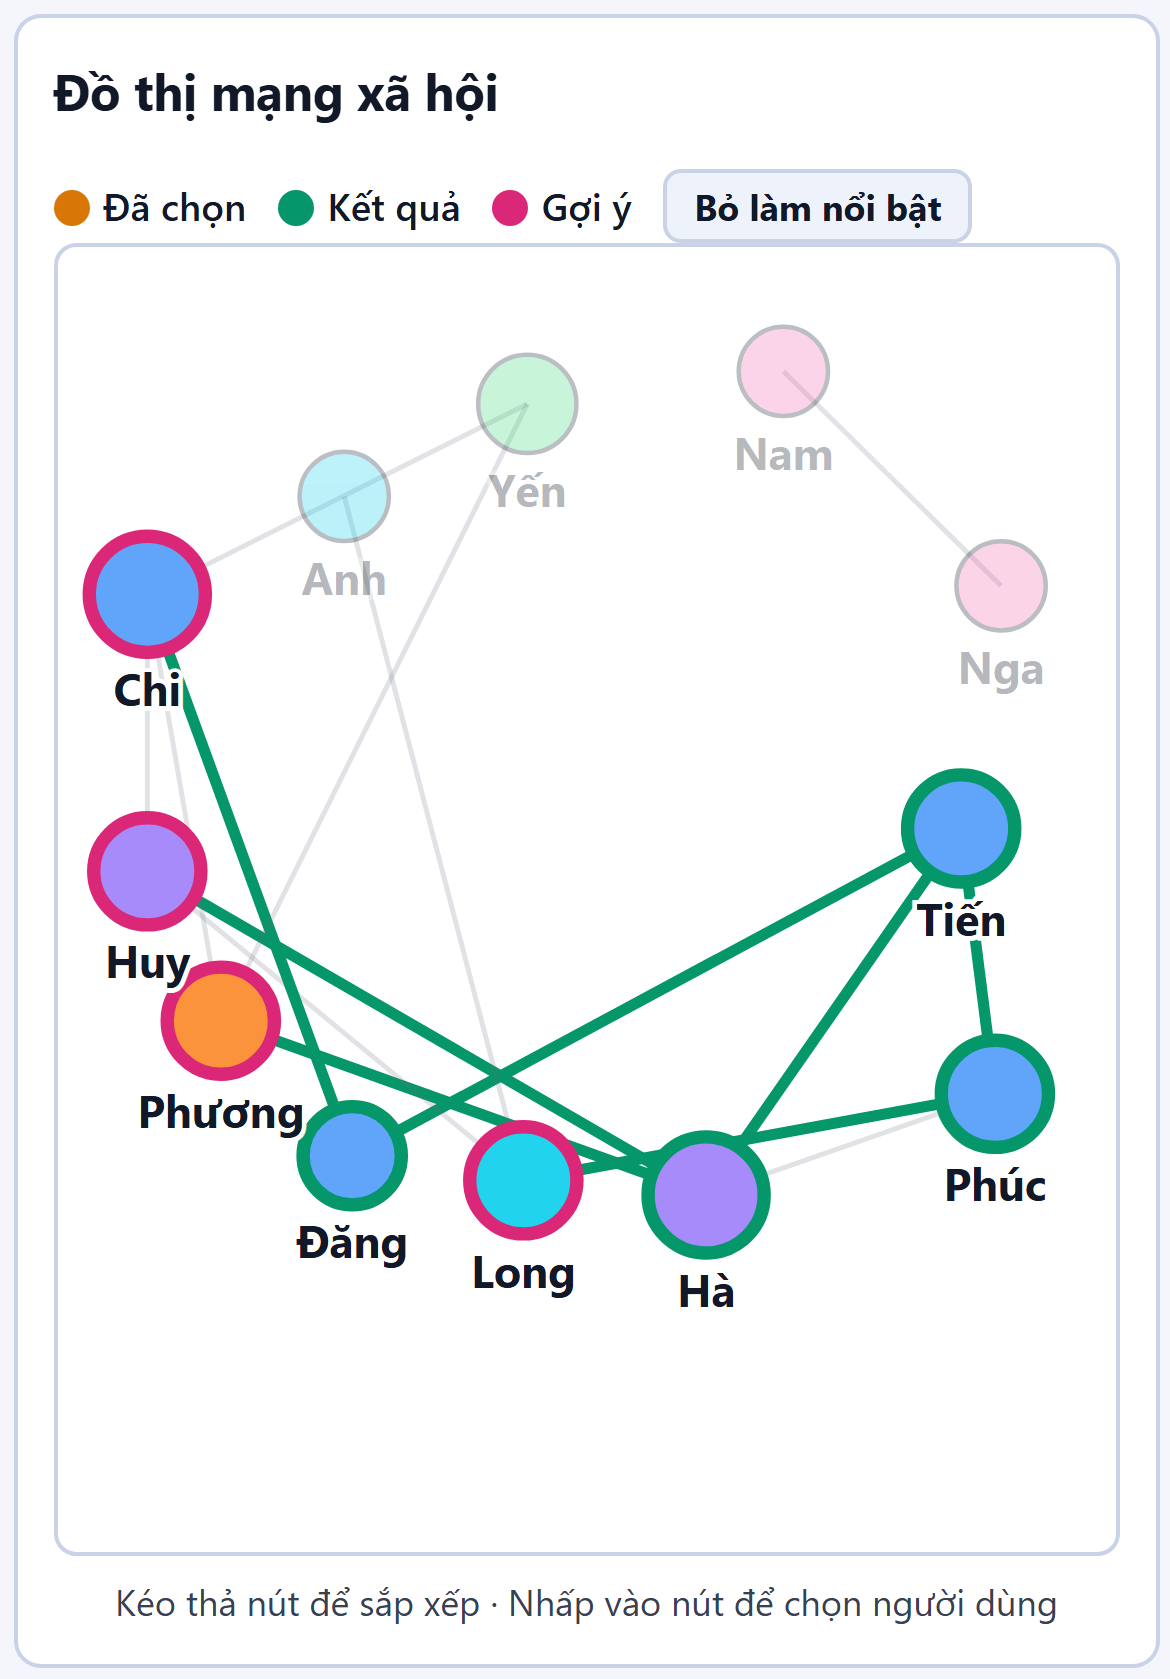 Đồ thị mạng xã hội
Đã chọn
Kết quả
Gợi ý
Bỏ làm nổi bật
Nam
Yến
Anh
Nga
Chi
Tiến
Huy
Phương
Phúc
Đăng
Long
Hà
Kéo thả nút để sắp xếp · Nhấp vào nút để chọn người dùng